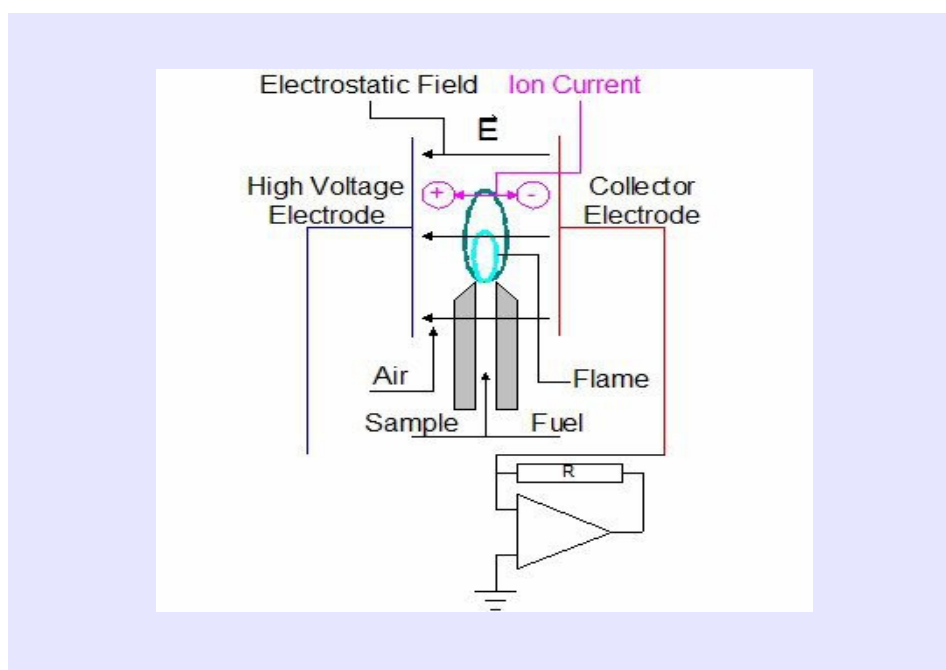 Electrostatic Field
Ion Current
E
High Voltage
Electrode
+
-
Collector
Electrode
Air
Flame
Sample
Fuel
R